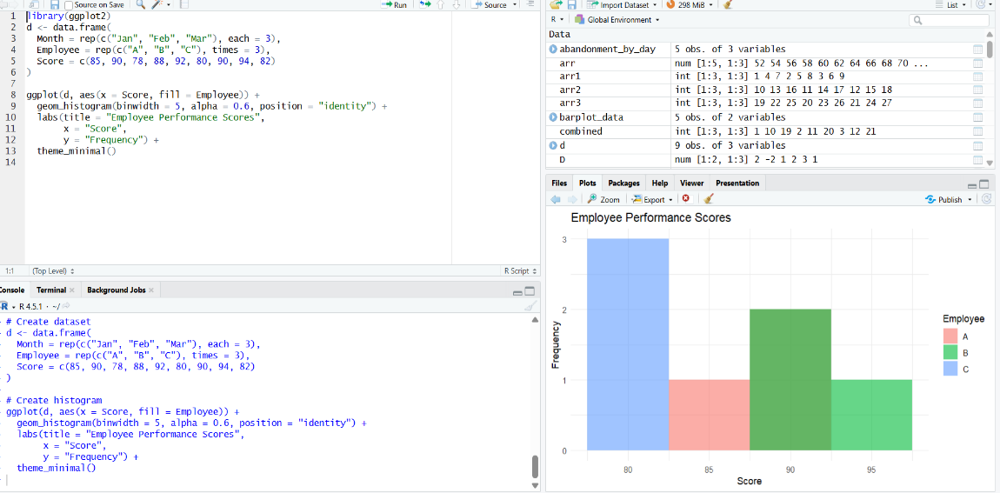 Source on Save
Run
Source
1 library(ggplot2)
2 d <- data.frame(
3   Month = rep(c("Jan", "Feb", "Mar"), each = 3),
4   Employee = rep(c("A", "B", "C"), times = 3),
5   Score = c(85, 90, 78, 88, 92, 80, 90, 94, 82)
6 )
7
8 ggplot(d, aes(x = Score, fill = Employee)) +
9   geom_histogram(binwidth = 5, alpha = 0.6, position = "identity") +
10   labs(title = "Employee Performance Scores",
11        x = "Score",
12        y = "Frequency") +
13   theme_minimal()
14
1:1 (Top Level) R Script
Console Terminal Background Jobs
R R 4.5.1 · ~/
# Create dataset
d <- data.frame(
  Month = rep(c("Jan", "Feb", "Mar"), each = 3),
  Employee = rep(c("A", "B", "C"), times = 3),
  Score = c(85, 90, 78, 88, 92, 80, 90, 94, 82)
)
# Create histogram
ggplot(d, aes(x = Score, fill = Employee)) +
  geom_histogram(binwidth = 5, alpha = 0.6, position = "identity") +
  labs(title = "Employee Performance Scores",
       x = "Score",
       y = "Frequency") +
  theme_minimal()
Import Dataset 298 MiB List
R Global Environment
Data
abandonment_by_day 5 obs. of 3 variables
arr num [1:5, 1:3] 52 54 56 58 60 62 64 66 68 70 ...
arr1 int [1:3, 1:3] 1 4 7 2 5 8 3 6 9
arr2 int [1:3, 1:3] 10 13 16 11 14 17 12 15 18
arr3 int [1:3, 1:3] 19 22 25 20 23 26 21 24 27
barplot_data 5 obs. of 2 variables
combined int [1:3, 1:3] 1 10 19 2 11 20 3 12 21
d 9 obs. of 3 variables
D num [1:2, 1:3] 2 -2 1 2 3 1
Files Plots Packages Help Viewer Presentation
Zoom Export Publish
Employee Performance Scores
3
2
1
0
Frequency
80 85 90 95
Score
Employee
A
B
C